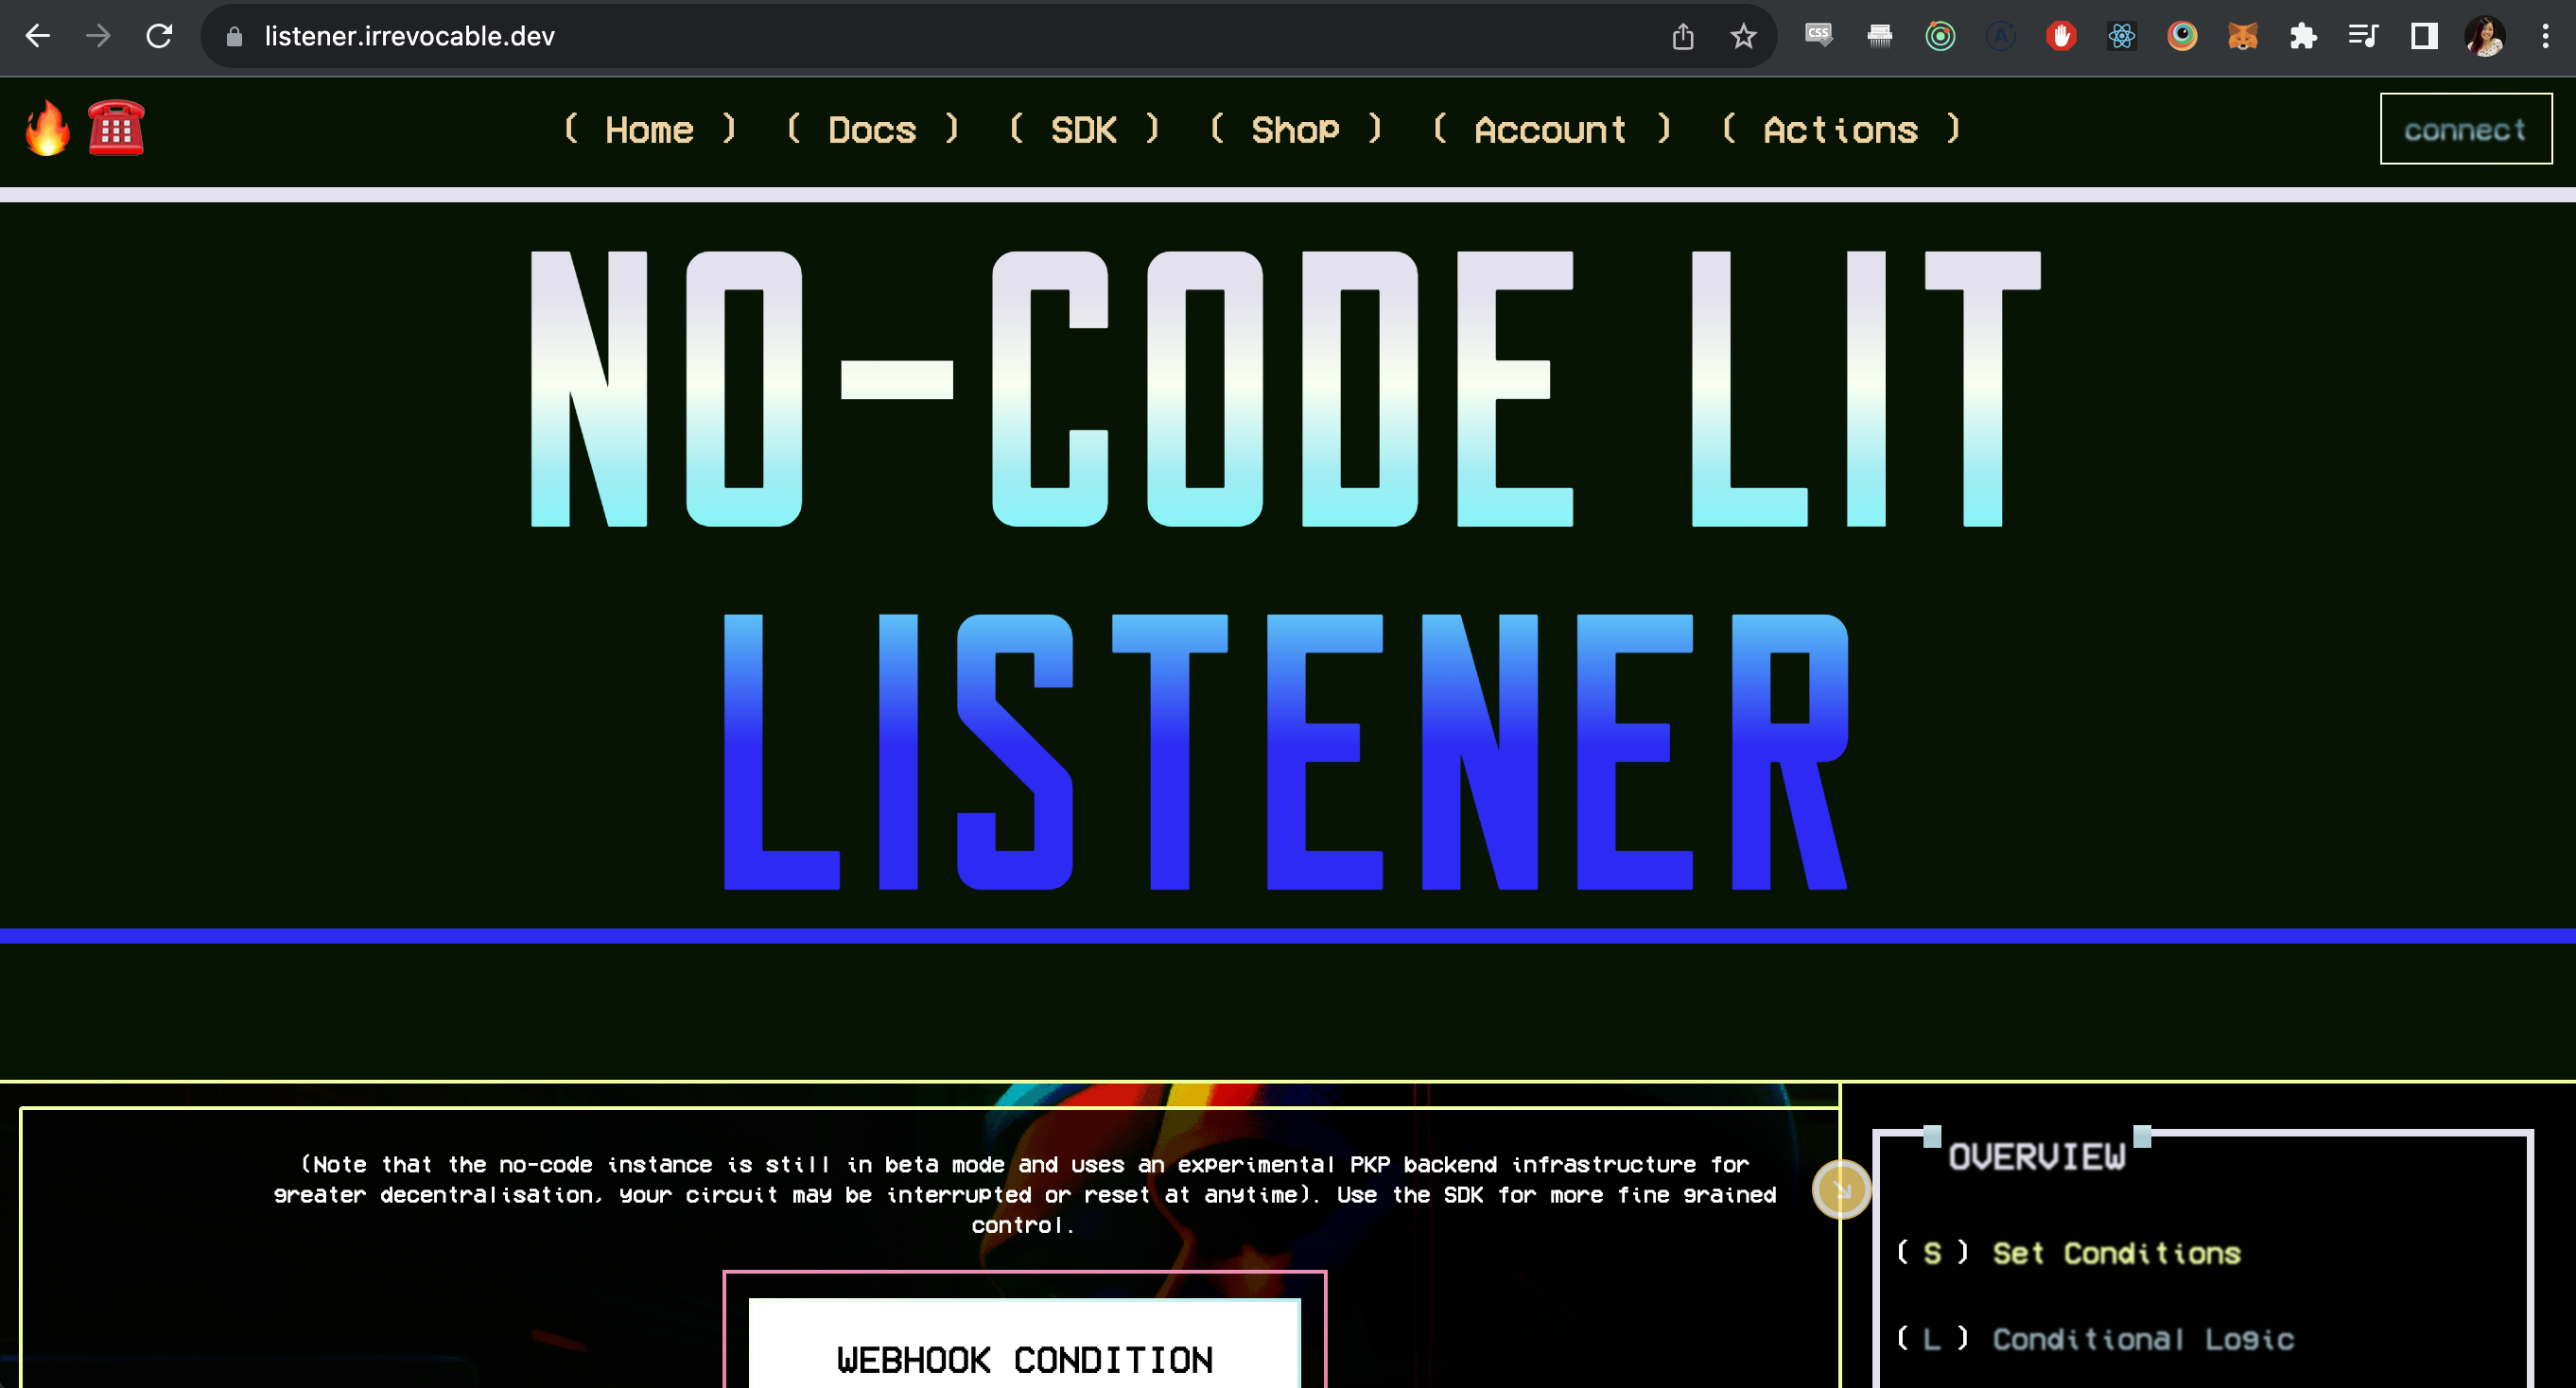 listener.irrevocable.dev
CSS
A
( Home ) ( Docs ) ( SDK ) ( Shop ) ( Account ) ( Actions )
connect
NO-CODE LIT
LISTENER
(Note that the no-code instance is still in beta mode and uses an experimental PKP backend infrastructure for
greater decentralisation, your circuit may be interrupted or reset at anytime). Use the SDK for more fine grained
control.
WEBHOOK CONDITION
OVERVIEW
( S ) Set Conditions
( L ) Conditional Logic